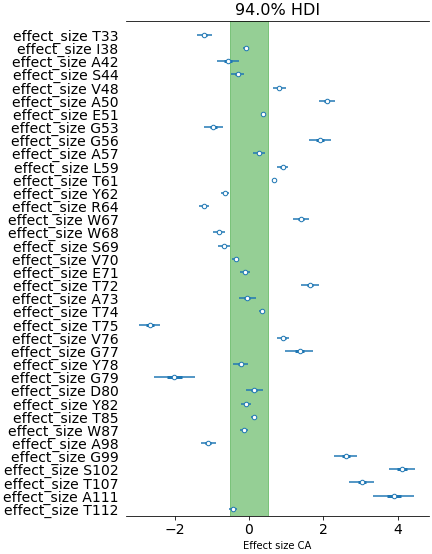 94.0% HDI
effect_size T33
effect_size I38
effect_size A42
effect_size S44
effect_size V48
effect_size A50
effect_size E51
effect_size G53
effect_size G56
effect_size A57
effect_size L59
effect_size T61
effect_size Y62
effect_size R64
effect_size W67
effect_size W68
effect_size S69
effect_size V70
effect_size E71
effect_size T72
effect_size A73
effect_size T74
effect_size T75
effect_size V76
effect_size G77
effect_size Y78
effect_size G79
effect_size D80
effect_size Y82
effect_size T85
effect_size W87
effect_size A98
effect_size G99
effect_size S102
effect_size T107
effect_size A111
effect_size T112
−2 0 2 4
Effect size CA